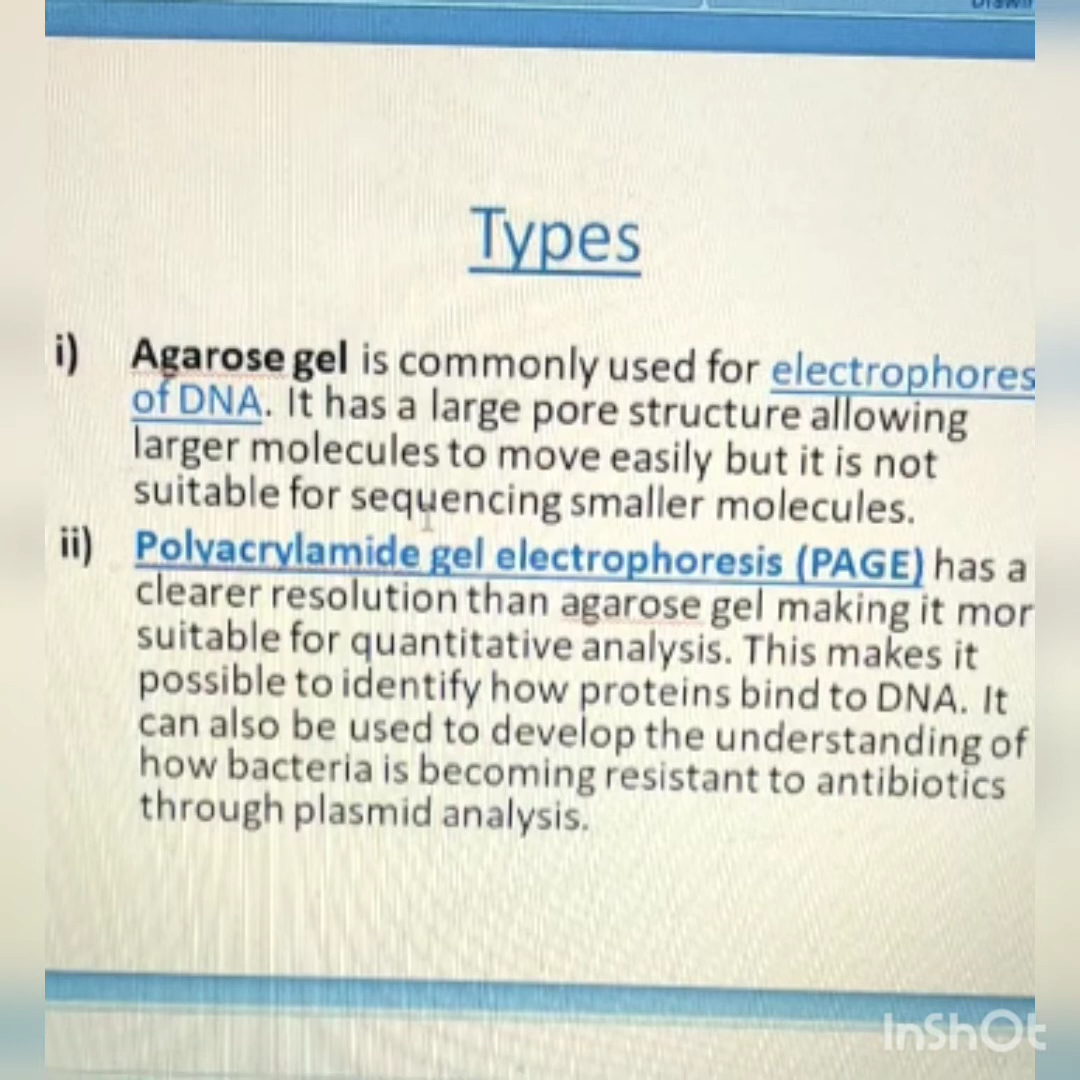 Types
i) Agarose gel is commonly used for electrophores
of DNA. It has a large pore structure allowing
larger molecules to move easily but it is not
suitable for sequencing smaller molecules.
ii) Polyacrylamide gel electrophoresis (PAGE) has a
clearer resolution than agarose gel making it mor
suitable for quantitative analysis. This makes it
possible to identify how proteins bind to DNA. It
can also be used to develop the understanding of
how bacteria is becoming resistant to antibiotics
through plasmid analysis.
InShOt